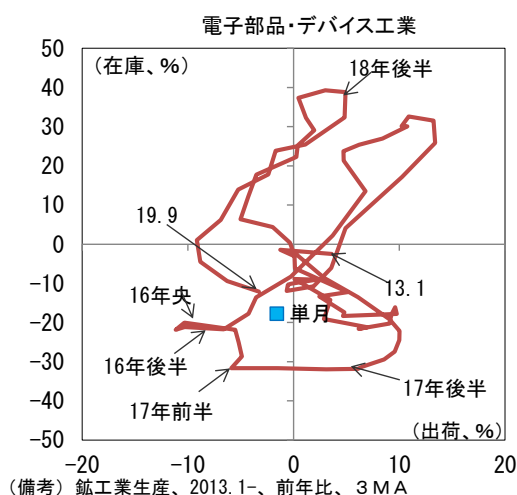 電子部品・デバイス工業
50
40
30
20
10
0
-10
-20
-30
-40
-50
(在庫、%)
18年後半
19.9
13.1
16年央
単月
16年後半
17年前半
17年後半
(出荷、%)
-20
-10
0
10
20
(備考) 鉱工業生産、2013.1-、前年比、3MA